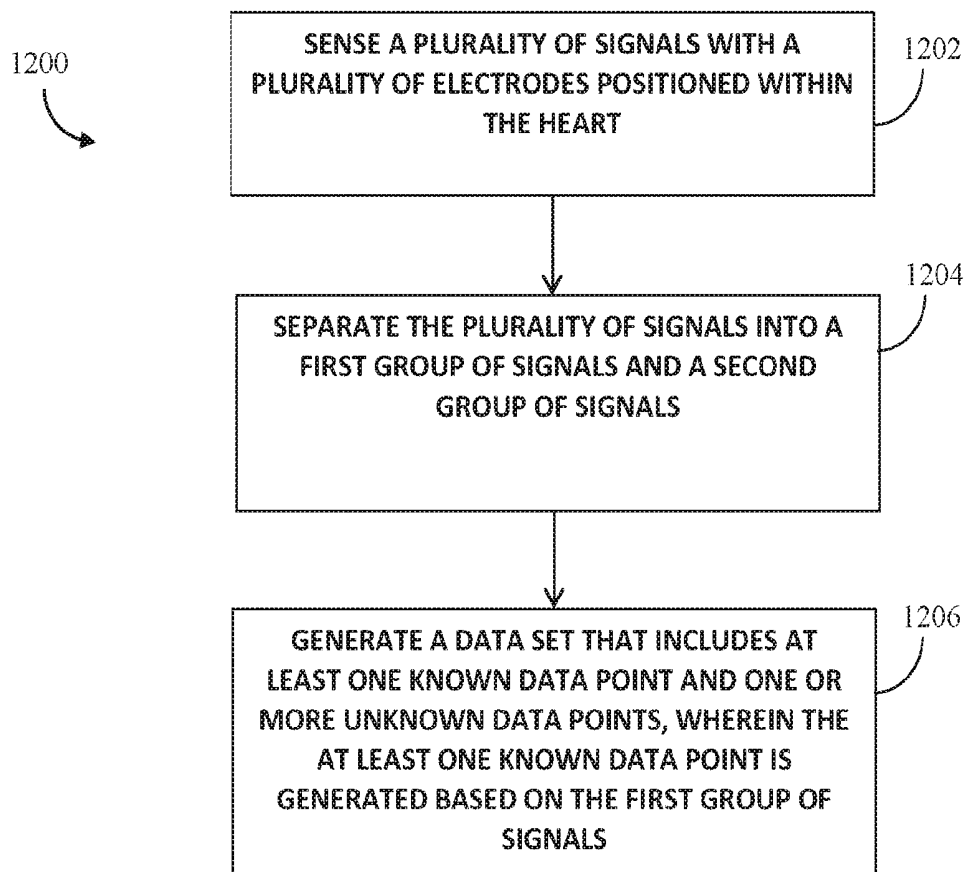 1200
SENSE A PLURALITY OF SIGNALS WITH A
PLURALITY OF ELECTRODES POSITIONED WITHIN
THE HEART
1202
SEPARATE THE PLURALITY OF SIGNALS INTO A
FIRST GROUP OF SIGNALS AND A SECOND
GROUP OF SIGNALS
1204
GENERATE A DATA SET THAT INCLUDES AT
LEAST ONE KNOWN DATA POINT AND ONE OR
MORE UNKNOWN DATA POINTS, WHEREIN THE
AT LEAST ONE KNOWN DATA POINT IS
GENERATED BASED ON THE FIRST GROUP OF
SIGNALS
1206